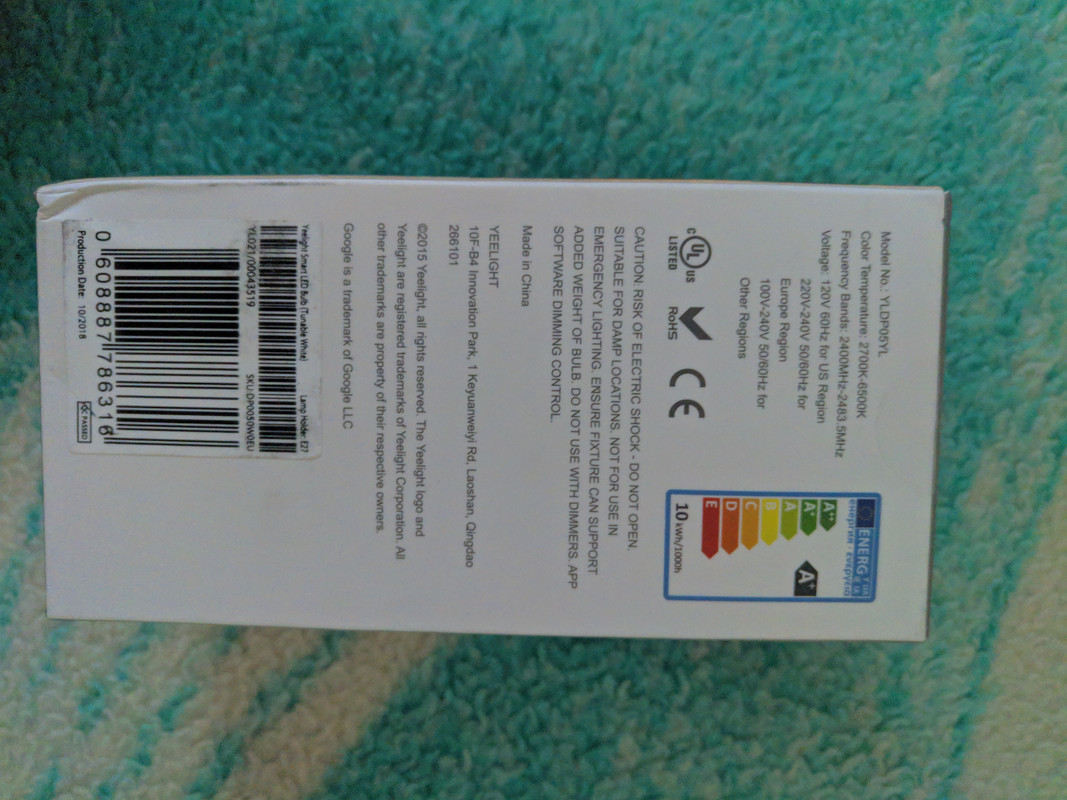 Model No.: YLDP05YL
Color Temperature: 2700K-6500K
Frequency Bands: 2400MHz-2483.5MHz
Voltage: 120V 60Hz for US Region
220V-240V 50/60Hz for
Europe Region
100V-240V 50/60Hz for
Other Regions
ENERG
A++
A+
A
B
C
D
E
A+
10 kWh/1000h
C UL US
LISTED
RoHS
CE
CAUTION: RISK OF ELECTRIC SHOCK - DO NOT OPEN.
SUITABLE FOR DAMP LOCATIONS. NOT FOR USE IN
EMERGENCY LIGHTING. ENSURE FIXTURE CAN SUPPORT
ADDED WEIGHT OF BULB. DO NOT USE WITH DIMMERS. APP
SOFTWARE DIMMING CONTROL.
Made in China
YEELIGHT
10F-B4 Innovation Park, 1 Keyuanweiyi Rd, Laoshan, Qingdao
266101
©2015 Yeelight, all rights reserved. The Yeelight logo and
Yeelight are registered trademarks of Yeelight Corporation. All
other trademarks are property of their respective owners.
Google is a trademark of Google LLC
Yeelight Smart LED Bulb (Tunable White) Lamp Holder: E27
YL021/00043519 SKU:DP0050W0EU
0 608887 786316
Production Date: 10/2018 PASSED